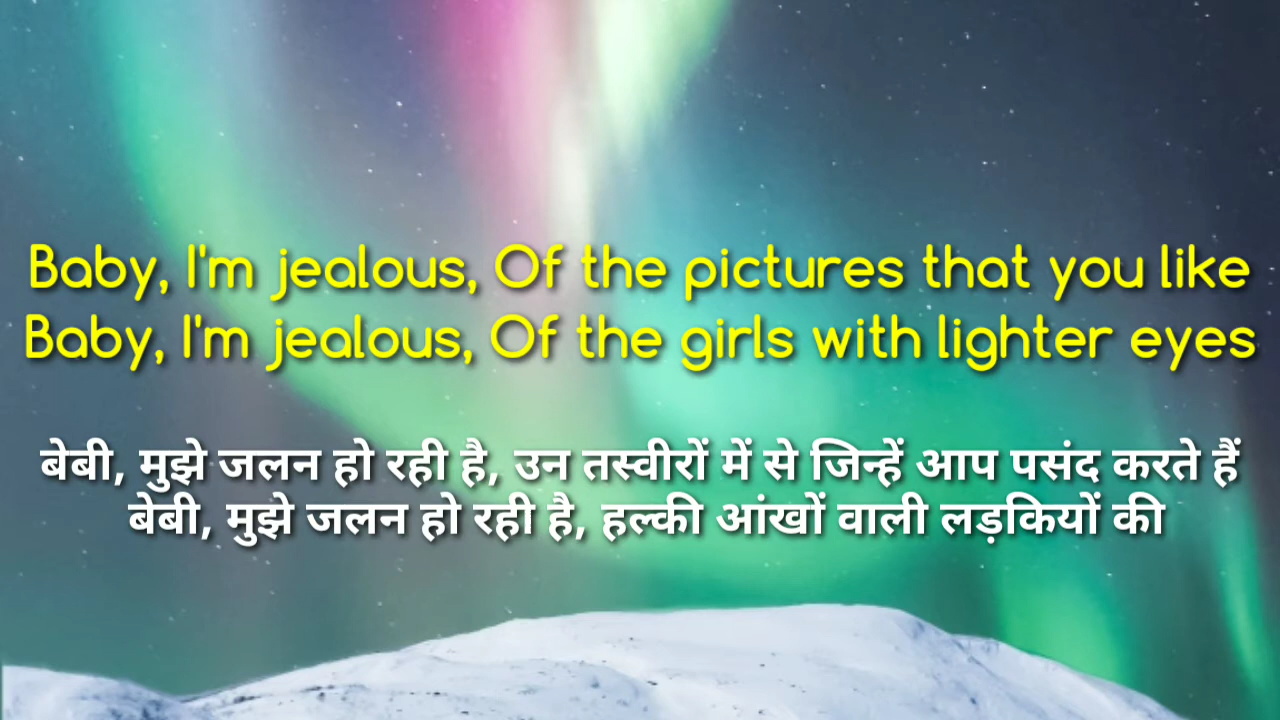 Baby, I'm jealous, Of the pictures that you like
Baby, I'm jealous, Of the girls with lighter eyes
बेबी, मुझे जलन हो रही है, उन तस्वीरों में से जिन्हें आप पसंद करते हैं
बेबी, मुझे जलन हो रही है, हल्की आंखों वाली लड़कियों की